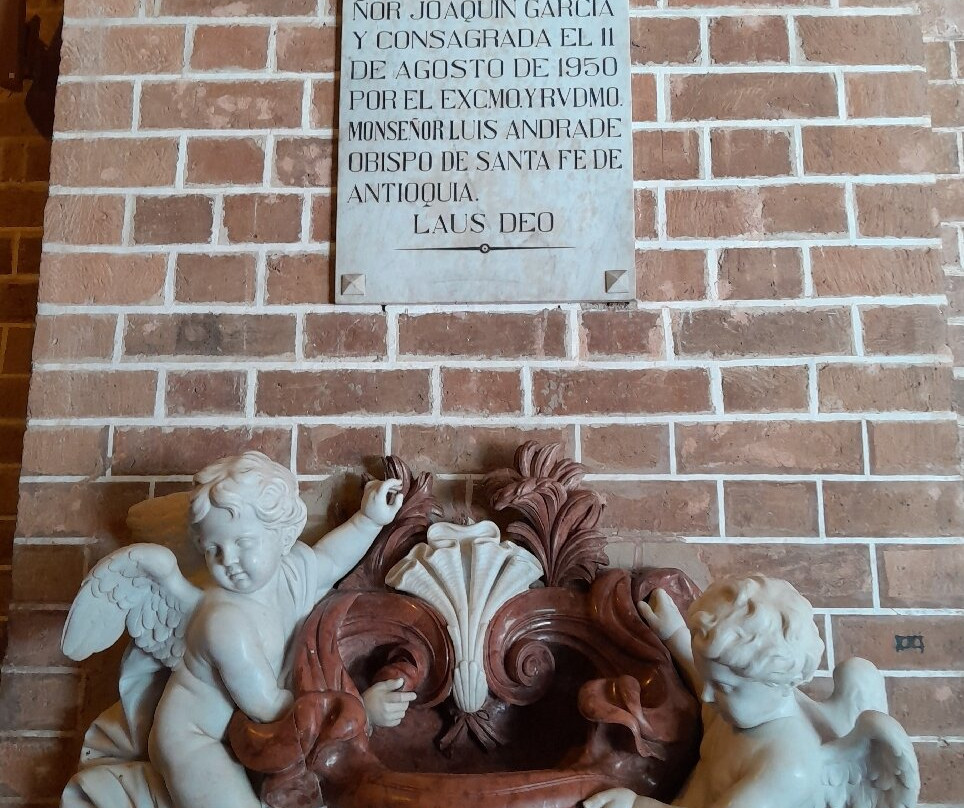 ÑOR JOAQUIN GARCIA
Y CONSAGRADA EL 11
DE AGOSTO DE 1950
POR EL EXCMO.Y RVDMO.
MONSEÑOR LUIS ANDRADE
OBISPO DE SANTA FE DE
ANTIOQUIA.
LAUS DEO